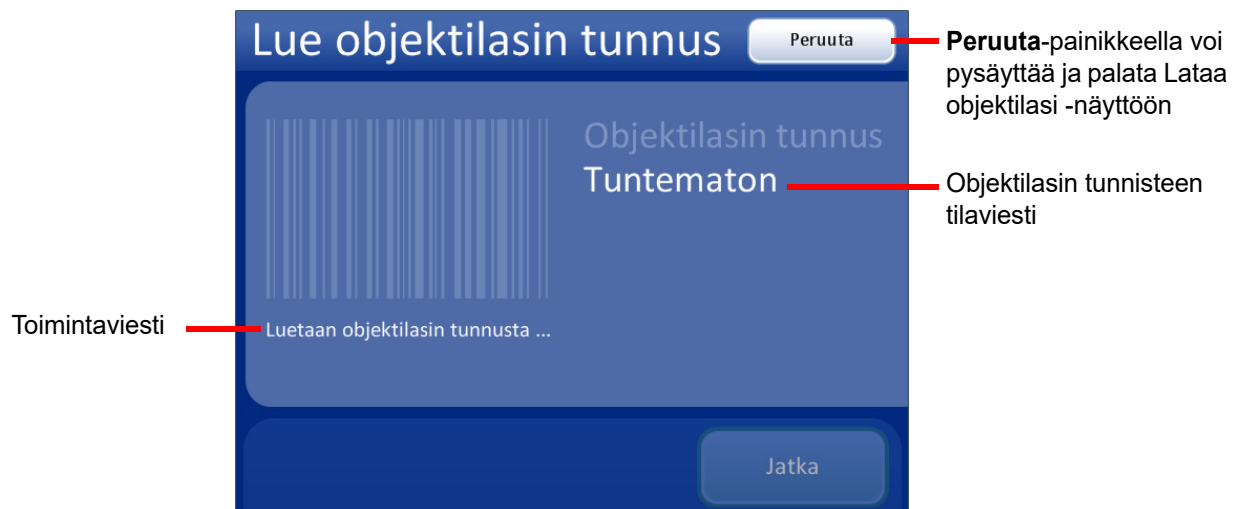 Lue objektilasin tunnus
Peruuta
Peruuta-painikkeella voi
pysäyttää ja palata Lataa
objektilasi -näyttöön
Objektilasin tunnus
Tuntematon
Objektilasin tunnisteen
tilaviesti
Toimintaviesti
Luetaan objektilasin tunnusta ...
Jatka